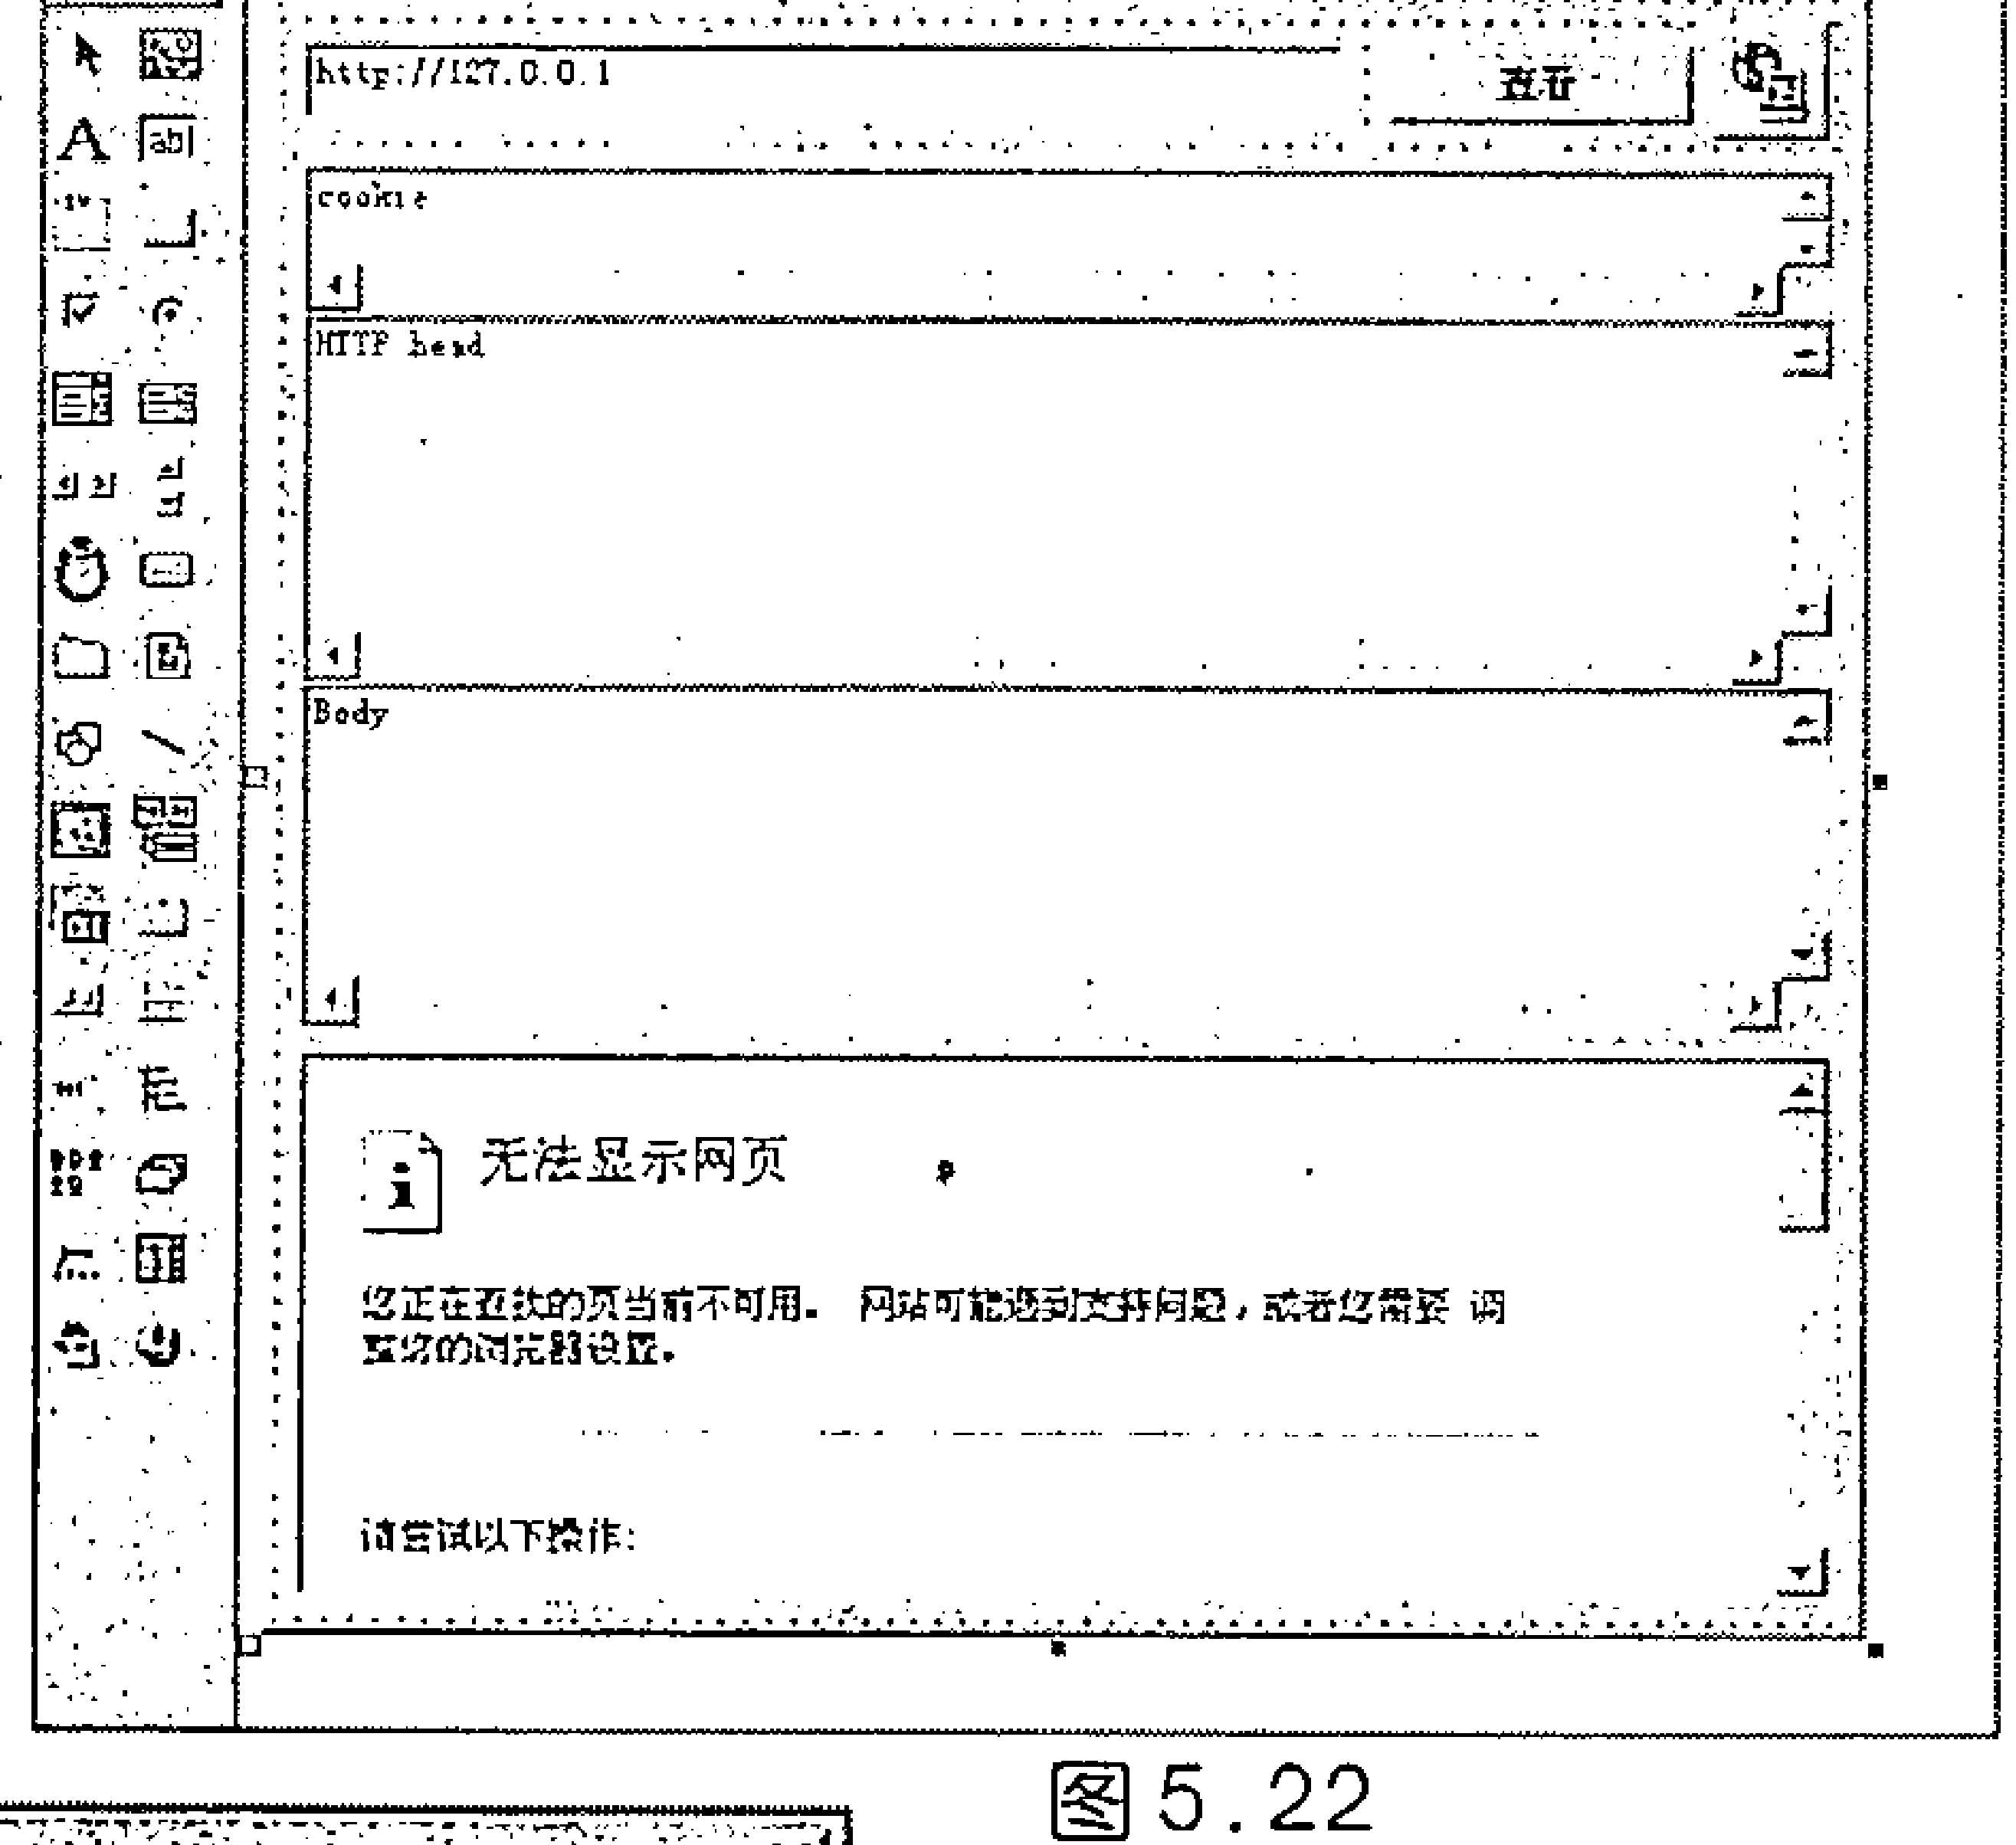 http://127.0.0.1
查看
A
ab
cookie
HTTP head
Body
无法显示网页
您正在查找的页当前不可用。 网站可能遇到支持问题，或者您需要 调
整您的浏览器设置。
请尝试以下操作:
图5.22